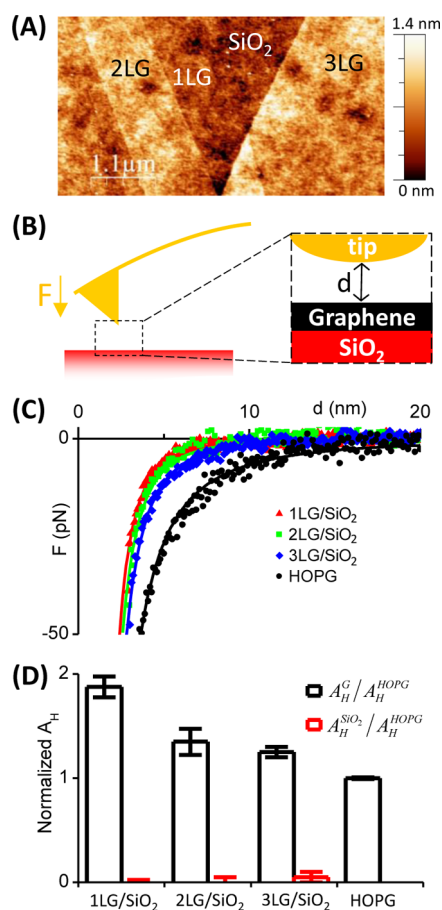 (A)
1.4 nm
SiO₂
2LG
1LG
3LG
1.1μm
0 nm
(B)
tip
F
d
Graphene
SiO₂
(C)
0 10 d (nm) 20
0
F (pN)
1LG/SiO₂
2LG/SiO₂
3LG/SiO₂
HOPG
-50
(D)
2
A_H^G / A_H^HOPG
A_H^SiO₂ / A_H^HOPG
Normalized A_H
1
0
1LG/SiO₂ 2LG/SiO₂ 3LG/SiO₂ HOPG